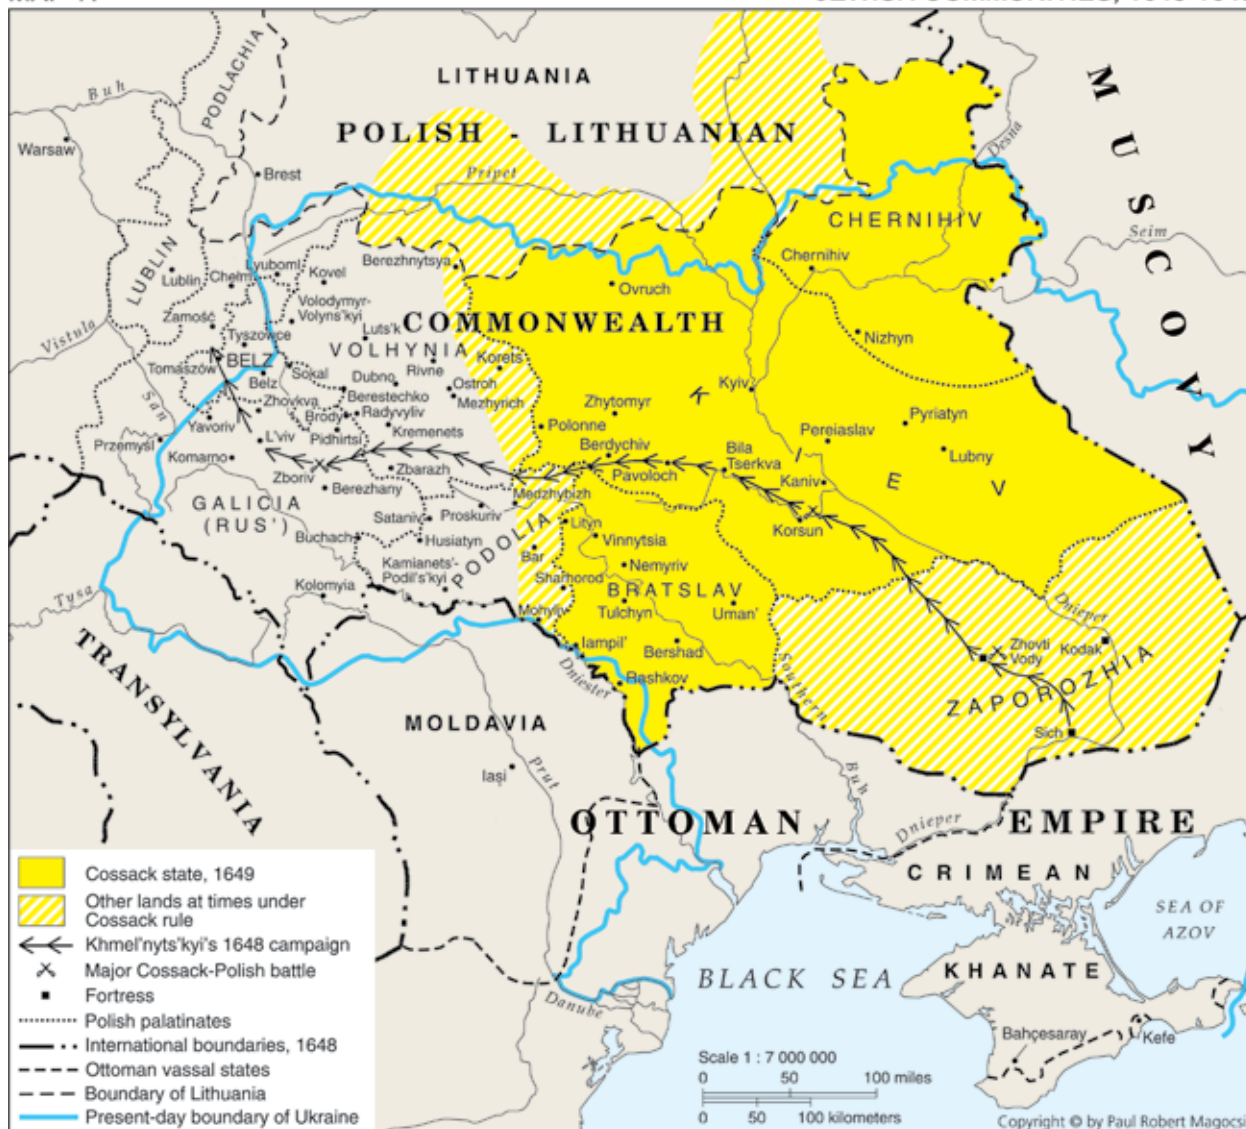 LITHUANIA
POLISH - LITHUANIAN
COMMONWEALTH
MUSCOVY
PODLACHIA
Buh
Warsaw
Brest
Pripet
Desna
Seim
CHERNIHIV
Chernihiv
LUBLIN
Lublin
Chelm
Lyuboml
Kovel
Berezhnytsya
Ovruch
Volodymyr-
Volyns'kyi
Zamość
Tyszowce
Luts'k
VOLHYNIA
Nizhyn
Vistula
Tomaszów
BELZ
Belz
Sokal
Rivne
Korets
Dubno
Ostroh
Mezhyrich
Kyiv
KIEV
San
Zhovkva
Berestechko
Brody
Radyvyliv
Zhytomyr
Pyriatyn
Yavoriv
Pidhirtsi
Kremenets
Polonne
Pereiaslav
Przemyśl
L'viv
Berdychiv
Bila
Tserkva
Lubny
Komarno
Zboriv
Zbarazh
Pavoloch
Kaniv
Berezhany
Medzhybizh
GALICIA
(RUS')
Sataniv
Proskuriv
Korsun
Buchach
Husiatyn
PODOLIA
Lityn
Vinnytsia
Bar
Kamianets'-
Podil's'kyi
Nemyriv
Sharhorod
BRATSLAV
Kolomyia
Tulchyn
Uman'
Mohyliv
Tysa
Iampil'
Bershad
Rashkov
Dniester
Southern
Buh
Dnieper
Zhovti
Vody
Kodak
ZAPOROZHIA
Sich
TRANSYLVANIA
MOLDAVIA
Iaşi
Prut
OTTOMAN EMPIRE
Dnieper
CRIMEAN
KHANATE
SEA OF
AZOV
BLACK SEA
Danube
Bahçesaray
Kefe
Cossack state, 1649
Other lands at times under
Cossack rule
Khmel'nyts'kyi's 1648 campaign
Major Cossack-Polish battle
Fortress
Polish palatinates
International boundaries, 1648
Ottoman vassal states
Boundary of Lithuania
Present-day boundary of Ukraine
Scale 1 : 7 000 000
0 50 100 miles
0 50 100 kilometers
Copyright © by Paul Robert Magocsi